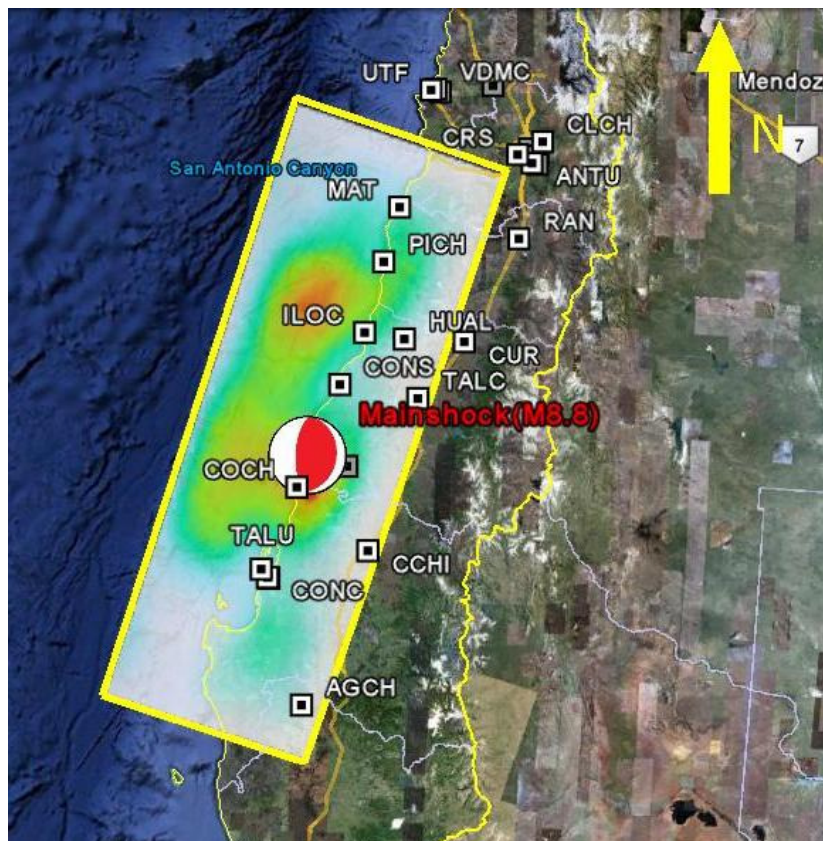 UTF
VDMC
Mendoz
CRS
CLCH
N
7
San Antonio Canyon
ANTU
MAT
RAN
PICH
ILOC
HUAL
CUR
CONS
TALC
Mainshock(M8.8)
COCH
TALU
CCHI
CONC
AGCH